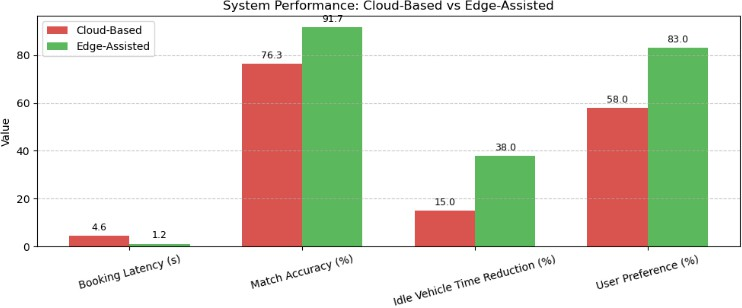 System Performance: Cloud-Based vs Edge-Assisted
Cloud-Based
Edge-Assisted
Value
80
60
40
20
0
4.6
1.2
76.3
91.7
15.0
38.0
58.0
83.0
Booking Latency (s)
Match Accuracy (%)
Idle Vehicle Time Reduction (%)
User Preference (%)